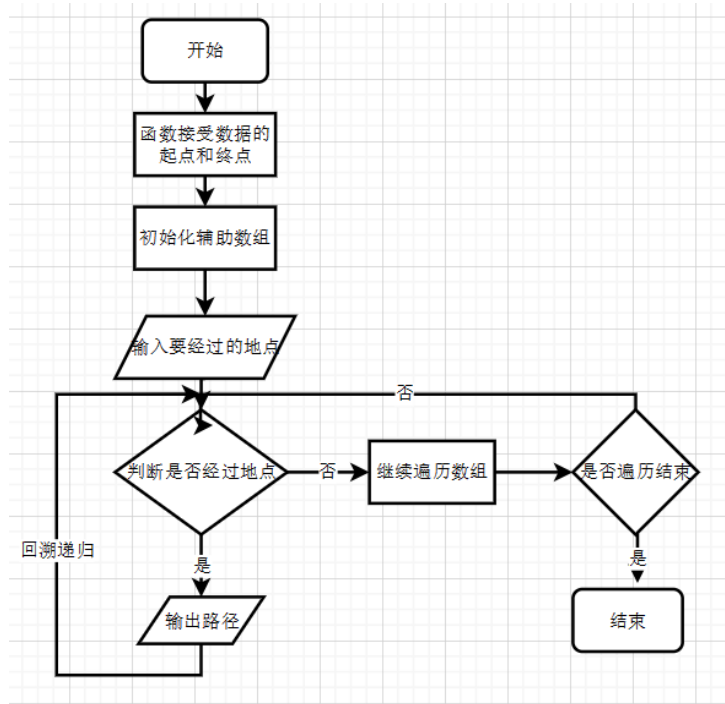 开始
函数接受数据的
起点和终点
初始化辅助数组
输入要经过的地点
否
判断是否经过地点
否
继续遍历数组
是否遍历结束
回溯递归
是
是
输出路径
结束